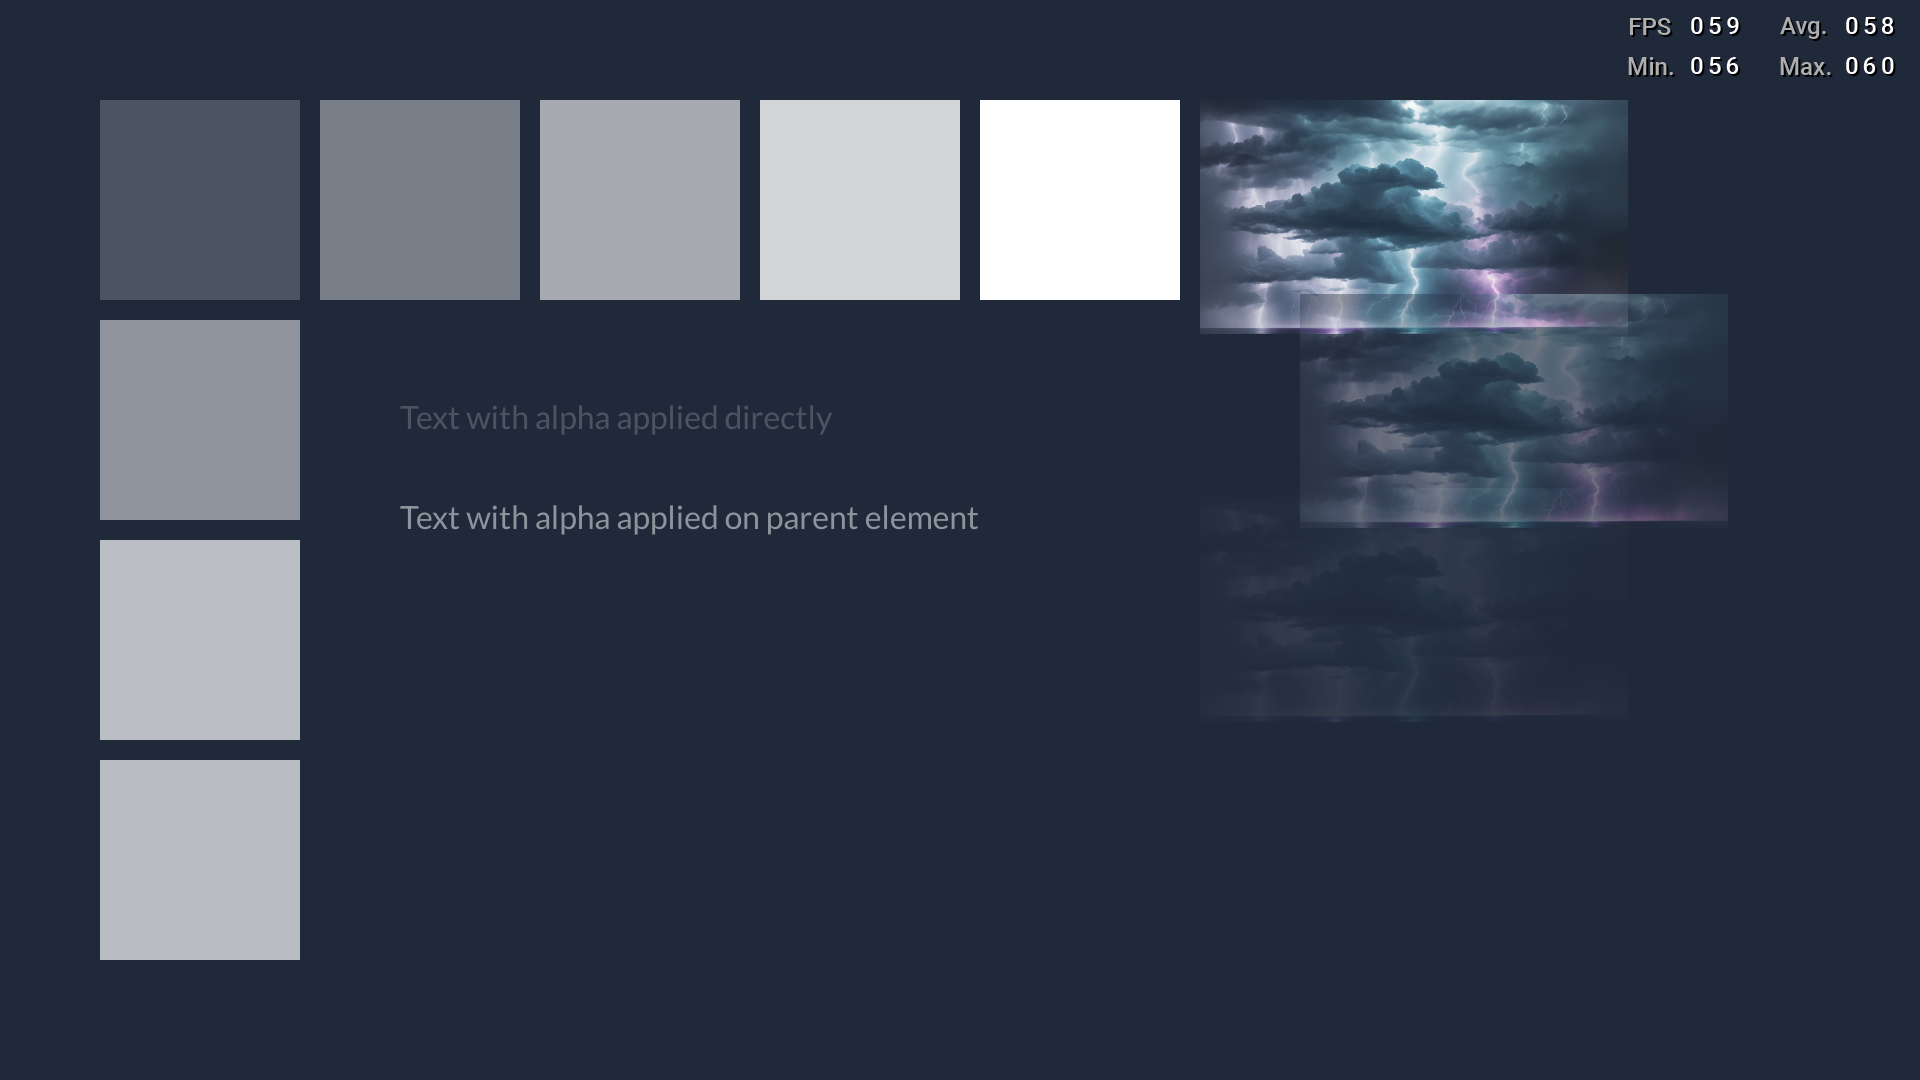 FPS 059 Avg. 058
Min. 056 Max. 060
Text with alpha applied directly
Text with alpha applied on parent element